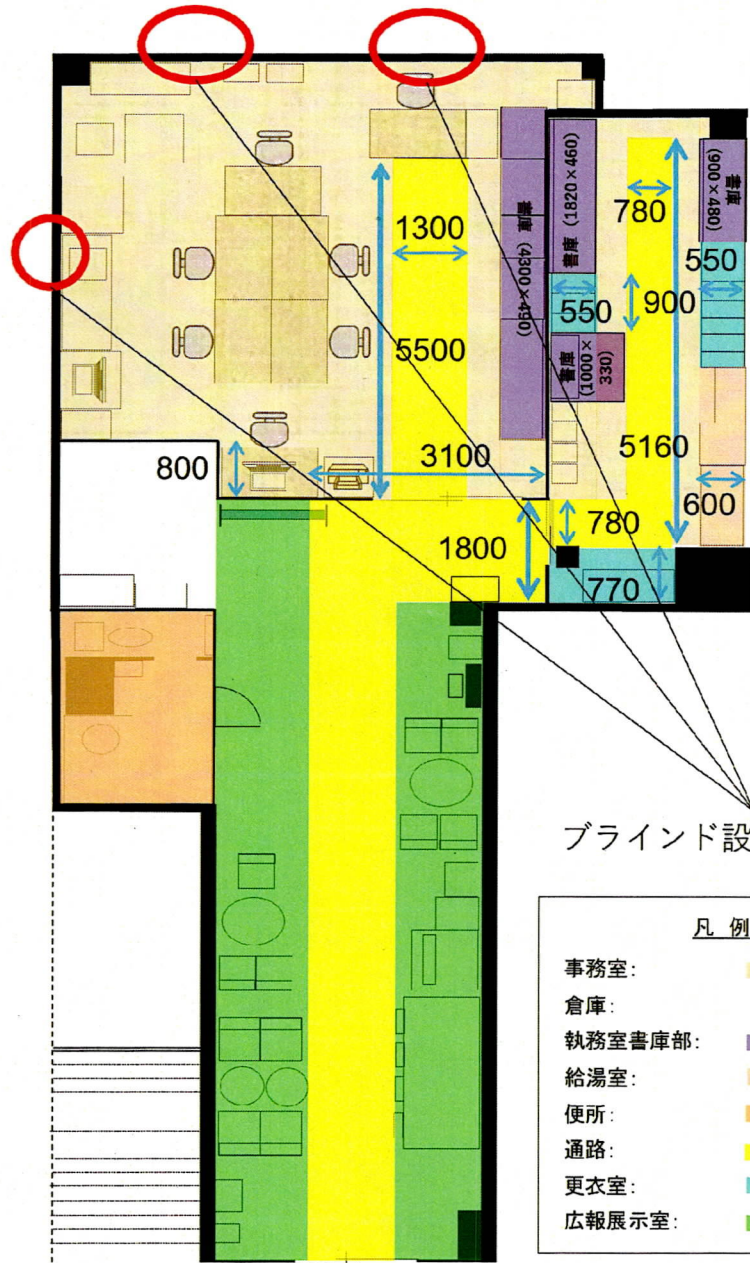 1300
5500
3100
800
1800
書庫 (4300×490)
書庫 (1820×460)
書庫
(900×480)
780
550
900
550
書庫
(1000×
330)
5160
600
780
770
ブラインド設
凡 例
事務室:
倉庫:
執務室書庫部:
給湯室:
便所:
通路:
更衣室:
広報展示室: